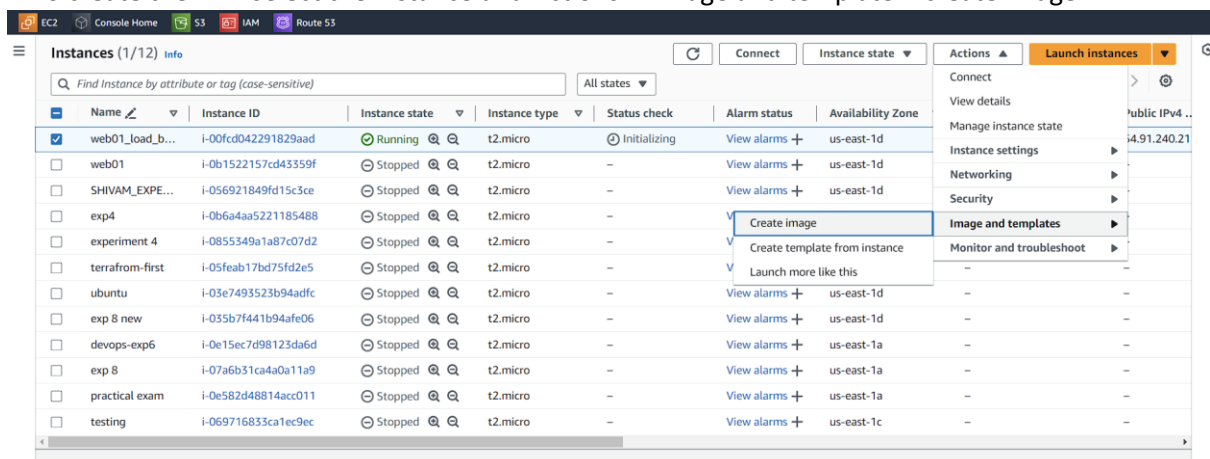 EC2 Console Home S3 IAM Route 53
Instances (1/12) Info Connect Instance state ▼ Actions ▲ Launch instances ▼
Find Instance by attribute or tag (case-sensitive) All states ▼
Connect
View details
Manage instance state
Instance settings
Networking
Security
Image and templates
Monitor and troubleshoot
Create image
Create template from instance
Launch more like this
Name Instance ID Instance state Instance type Status check Alarm status Availability Zone Public IPv4 ..
web01_load_b... i-00fcd042291829aad Running t2.micro Initializing View alarms + us-east-1d 54.91.240.21
web01 i-0b1522157cd43359f Stopped t2.micro – View alarms + us-east-1d
SHIVAM_EXPE... i-056921849fd15c3ce Stopped t2.micro – View alarms + us-east-1d
exp4 i-0b6a4aa5221185488 Stopped t2.micro – V
experiment 4 i-0855349a1a87c07d2 Stopped t2.micro – V
terrafrom-first i-05feab17bd75fd2e5 Stopped t2.micro – V – –
ubuntu i-03e7493523b94adfc Stopped t2.micro – View alarms + us-east-1d – –
exp 8 new i-035b7f441b94afe06 Stopped t2.micro – View alarms + us-east-1d – –
devops-exp6 i-0e15ec7d98123da6d Stopped t2.micro – View alarms + us-east-1a – –
exp 8 i-07a6b31ca4a0a11a9 Stopped t2.micro – View alarms + us-east-1a – –
practical exam i-0e582d48814acc011 Stopped t2.micro – View alarms + us-east-1a – –
testing i-069716833ca1ec9ec Stopped t2.micro – View alarms + us-east-1c – –